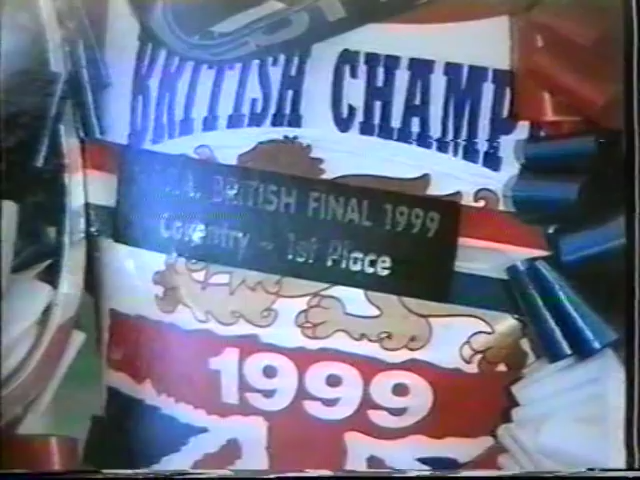 BRITISH CHAMP
BRITISH FINAL 1999
Coventry - 1st Place
1999